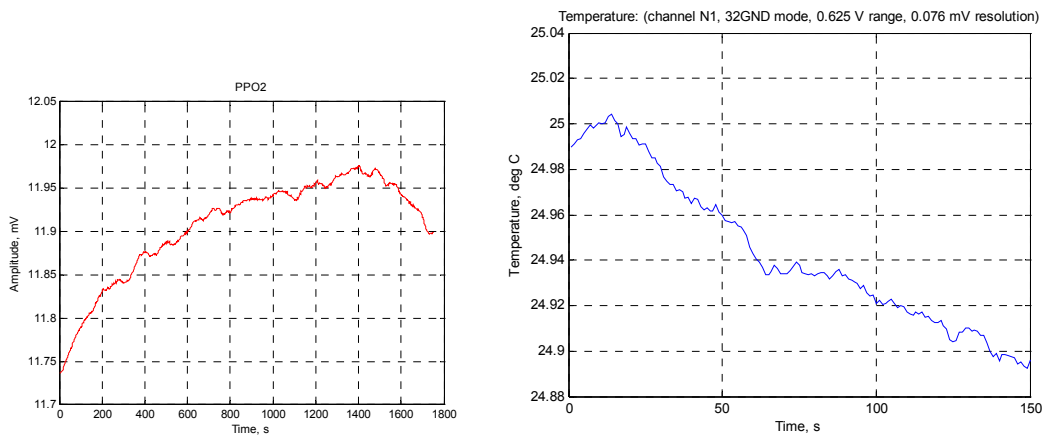 PPO2
12.05
12
11.95
11.9
11.85
11.8
11.75
11.7
Amplitude, mV
0 200 400 600 800 1000 1200 1400 1600 1800
Time, s
Temperature: (channel N1, 32GND mode, 0.625 V range, 0.076 mV resolution)
25.04
25.02
25
24.98
24.96
24.94
24.92
24.9
24.88
Temperature, deg C
0 50 100 150
Time, s